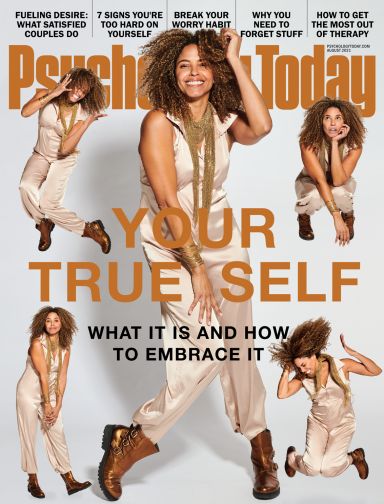 FUELING DESIRE:
WHAT SATISFIED
COUPLES DO
7 SIGNS YOU'RE
TOO HARD ON
YOURSELF
BREAK YOUR
WORRY HABIT
WHY YOU
NEED TO
FORGET STUFF
HOW TO GET
THE MOST OUT
OF THERAPY
PSYCHOLOGYTODAY.COM
AUGUST 2021
Psychology Today
YOUR
TRUE SELF
WHAT IT IS AND HOW
TO EMBRACE IT